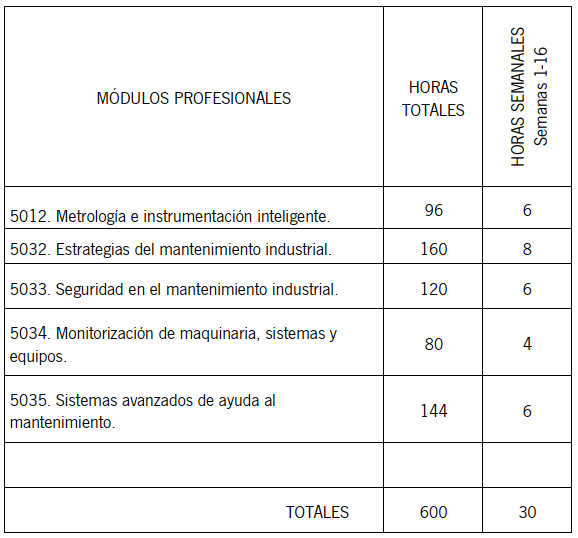 MÓDULOS PROFESIONALES
HORAS
TOTALES
HORAS SEMANALES
Semanas 1-16
5012. Metrología e instrumentación inteligente.
96
6
5032. Estrategias del mantenimiento industrial.
160
8
5033. Seguridad en el mantenimiento industrial.
120
6
5034. Monitorización de maquinaria, sistemas y
equipos.
80
4
5035. Sistemas avanzados de ayuda al
mantenimiento.
144
6
TOTALES
600
30